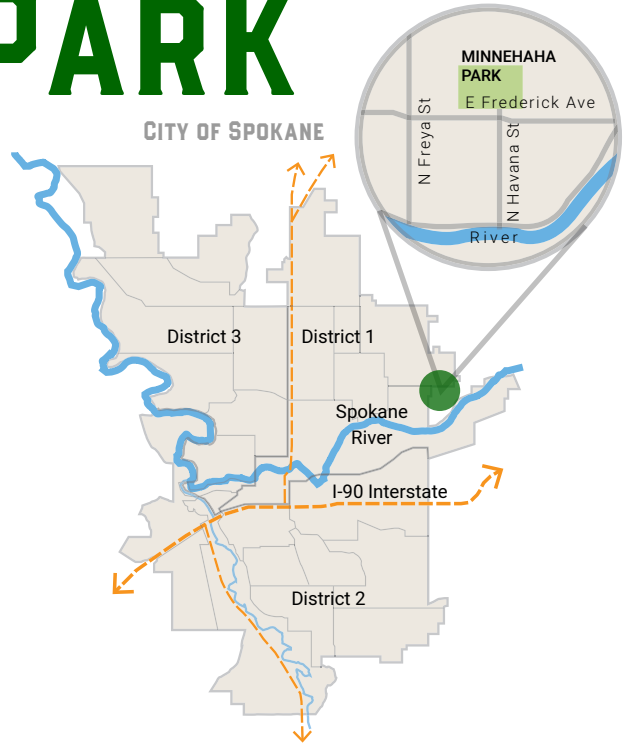 PARK
CITY OF SPOKANE
MINNEHAHA
PARK
E Frederick Ave
N Freya St
N Havana St
River
District 3
District 1
Spokane
River
I-90 Interstate
District 2